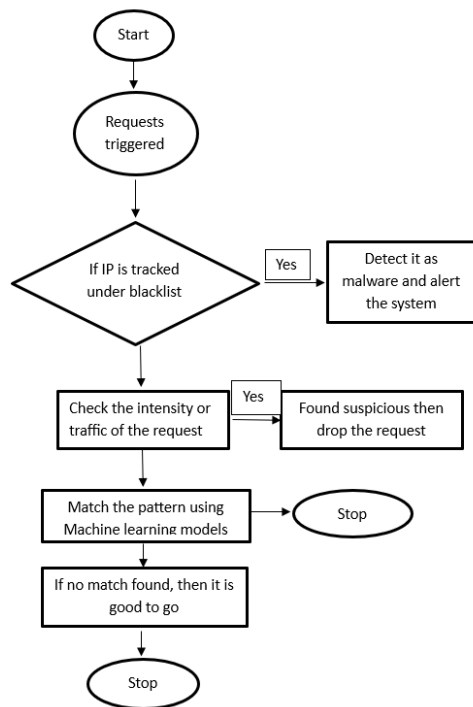 Start
Requests
triggered
If IP is tracked
under blacklist
Yes
Detect it as
malware and alert
the system
Check the intensity or
traffic of the request
Yes
Found suspicious then
drop the request
Match the pattern using
Machine learning models
Stop
If no match found, then it is
good to go
Stop